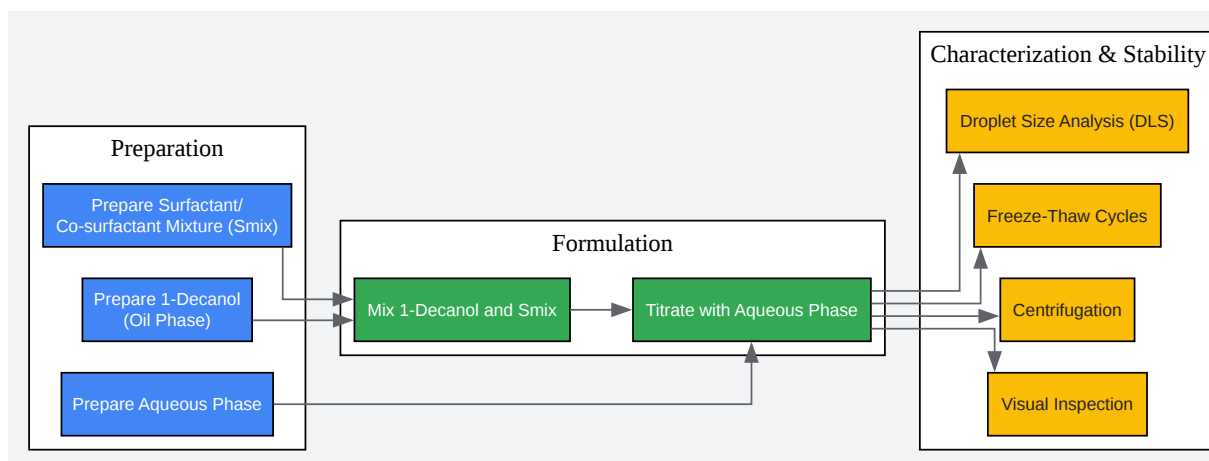 Preparation
Prepare Surfactant/
Co-surfactant Mixture (Smix)
Prepare 1-Decanol
(Oil Phase)
Prepare Aqueous Phase
Formulation
Mix 1-Decanol and Smix
Titrate with Aqueous Phase
Characterization & Stability
Droplet Size Analysis (DLS)
Freeze-Thaw Cycles
Centrifugation
Visual Inspection